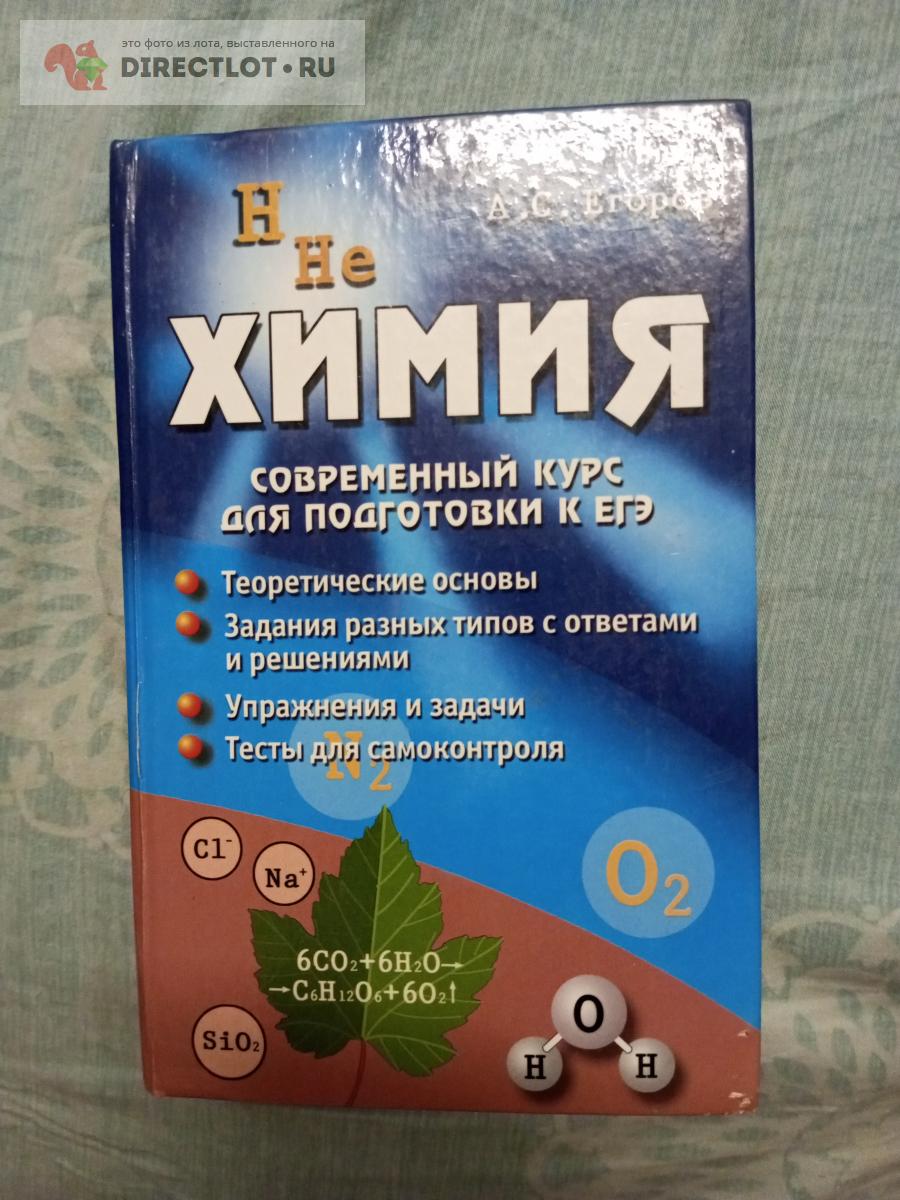 это фото из лота, выставленного на
DIRECTLOT•RU
А.С. Егоров
H
He
ХИМИЯ
СОВРЕМЕННЫЙ КУРС
ДЛЯ ПОДГОТОВКИ К ЕГЭ
Теоретические основы
Задания разных типов с ответами
и решениями
Упражнения и задачи
Тесты для самоконтроля
N₂
O₂
Cl⁻
Na⁺
6CO₂+6H₂O→
→C₆H₁₂O₆+6O₂↑
SiO₂
O
H
H